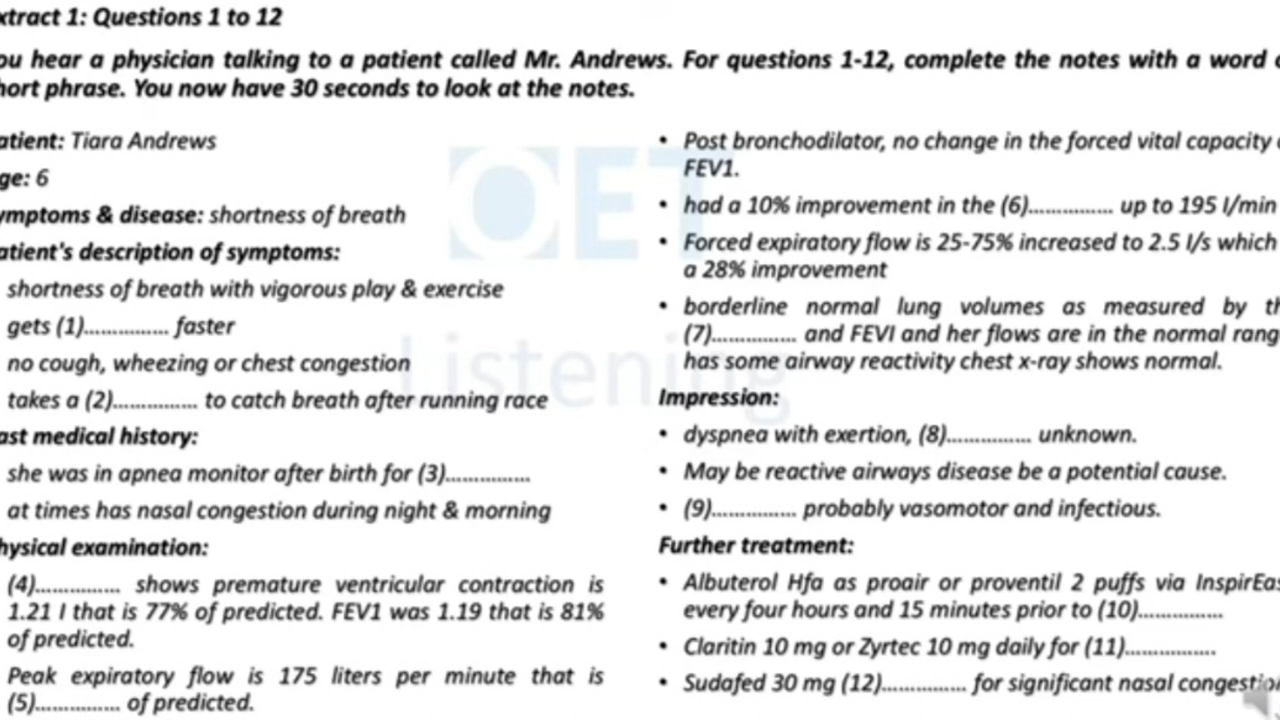 xtract 1: Questions 1 to 12
ou hear a physician talking to a patient called Mr. Andrews. For questions 1-12, complete the notes with a word o
hort phrase. You now have 30 seconds to look at the notes.
atient: Tiara Andrews
ge: 6
ymptoms & disease: shortness of breath
atient's description of symptoms:
shortness of breath with vigorous play & exercise
gets (1)............... faster
no cough, wheezing or chest congestion
takes a (2)............... to catch breath after running race
ast medical history:
she was in apnea monitor after birth for (3)...............
at times has nasal congestion during night & morning
hysical examination:
(4)............... shows premature ventricular contraction is
1.21 l that is 77% of predicted. FEV1 was 1.19 that is 81%
of predicted.
Peak expiratory flow is 175 liters per minute that is
(5)............... of predicted.
• Post bronchodilator, no change in the forced vital capacity
FEV1.
• had a 10% improvement in the (6)............... up to 195 l/min
• Forced expiratory flow is 25-75% increased to 2.5 l/s which
a 28% improvement
• borderline normal lung volumes as measured by th
(7)............... and FEVI and her flows are in the normal rang
has some airway reactivity chest x-ray shows normal.
Impression:
• dyspnea with exertion, (8)............... unknown.
• May be reactive airways disease be a potential cause.
• (9)............... probably vasomotor and infectious.
Further treatment:
• Albuterol Hfa as proair or proventil 2 puffs via InspirEas
every four hours and 15 minutes prior to (10)...............
• Claritin 10 mg or Zyrtec 10 mg daily for (11)................
• Sudafed 30 mg (12)............... for significant nasal congestion
OET
Listening